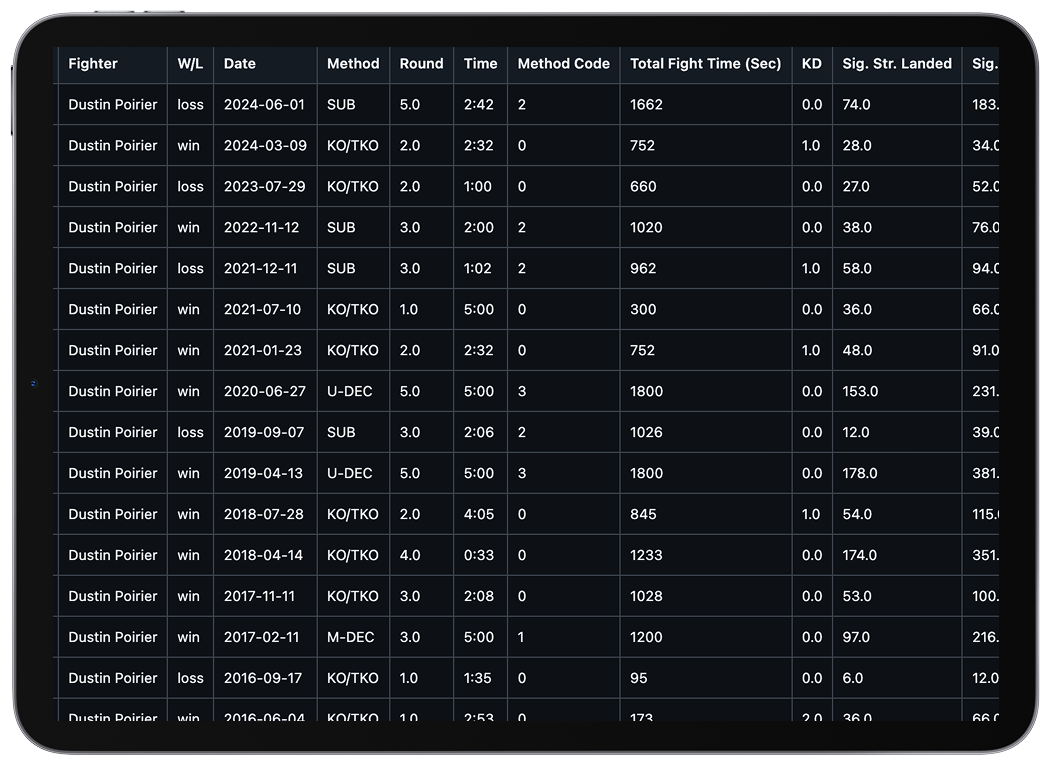 Fighter W/L Date Method Round Time Method Code Total Fight Time (Sec) KD Sig. Str. Landed Sig.
Dustin Poirier loss 2024-06-01 SUB 5.0 2:42 2 1662 0.0 74.0 183.
Dustin Poirier win 2024-03-09 KO/TKO 2.0 2:32 0 752 1.0 28.0 34.0
Dustin Poirier loss 2023-07-29 KO/TKO 2.0 1:00 0 660 0.0 27.0 52.0
Dustin Poirier win 2022-11-12 SUB 3.0 2:00 2 1020 0.0 38.0 76.0
Dustin Poirier loss 2021-12-11 SUB 3.0 1:02 2 962 1.0 58.0 94.0
Dustin Poirier win 2021-07-10 KO/TKO 1.0 5:00 0 300 0.0 36.0 66.0
Dustin Poirier win 2021-01-23 KO/TKO 2.0 2:32 0 752 1.0 48.0 91.0
Dustin Poirier win 2020-06-27 U-DEC 5.0 5:00 3 1800 0.0 153.0 231.
Dustin Poirier loss 2019-09-07 SUB 3.0 2:06 2 1026 0.0 12.0 39.0
Dustin Poirier win 2019-04-13 U-DEC 5.0 5:00 3 1800 0.0 178.0 381.
Dustin Poirier win 2018-07-28 KO/TKO 2.0 4:05 0 845 1.0 54.0 115.
Dustin Poirier win 2018-04-14 KO/TKO 4.0 0:33 0 1233 0.0 174.0 351.
Dustin Poirier win 2017-11-11 KO/TKO 3.0 2:08 0 1028 0.0 53.0 100.
Dustin Poirier win 2017-02-11 M-DEC 3.0 5:00 1 1200 0.0 97.0 216.
Dustin Poirier loss 2016-09-17 KO/TKO 1.0 1:35 0 95 0.0 6.0 12.0
Dustin Poirier win 2016-06-04 KO/TKO 1.0 2:53 0 173 2.0 36.0 66.0